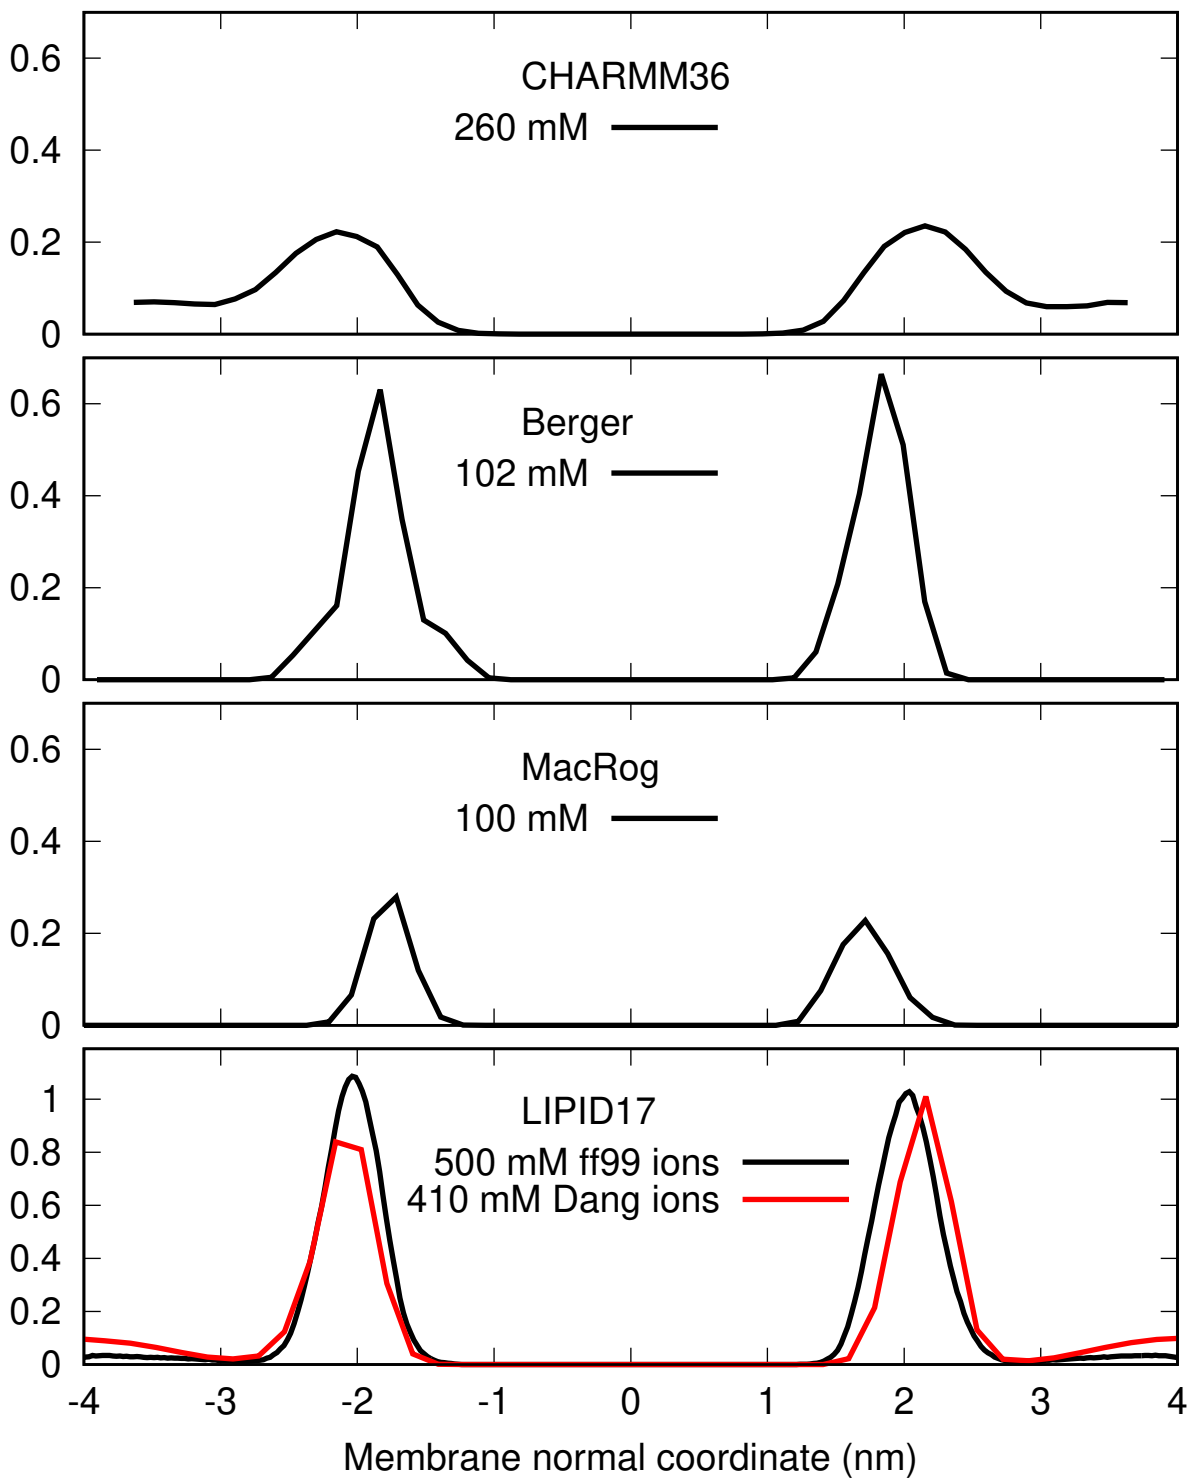 0.6
CHARMM36
260 mM
0.4
0.2
0
0.6
Berger
102 mM
0.4
0.2
0
0.6
MacRog
100 mM
0.4
0.2
0
1
LIPID17
0.8
500 mM ff99 ions
410 mM Dang ions
0.6
0.4
0.2
0
-4 -3 -2 -1 0 1 2 3 4
Membrane normal coordinate (nm)